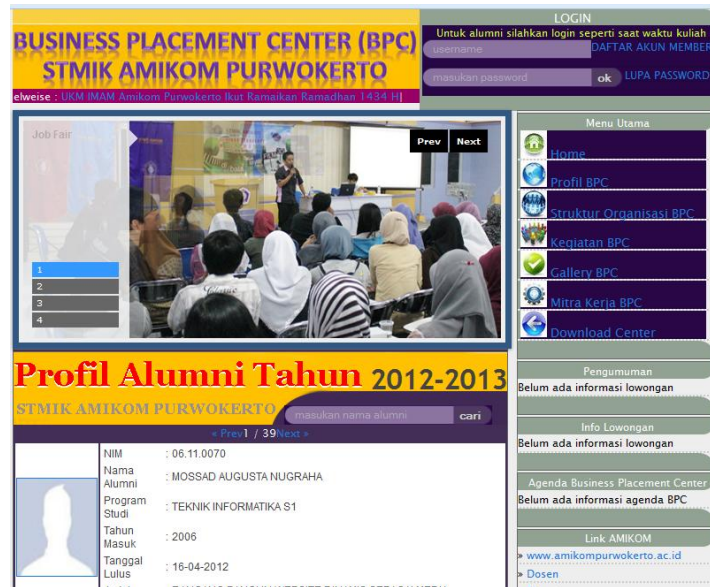 BUSINESS PLACEMENT CENTER (BPC)
STMIK AMIKOM PURWOKERTO
elweise : UKM IMAM Amikom Purwokerto Ikut Ramaikan Ramadhan 1434 H|
LOGIN
Untuk alumni silahkan login seperti saat waktu kuliah
username
DAFTAR AKUN MEMBER
masukan password
ok
LUPA PASSWORD
Job Fair
Prev Next
1
2
3
4
Menu Utama
Home
Profil BPC
Struktur Organisasi BPC
Kegiatan BPC
Gallery BPC
Mitra Kerja BPC
Download Center
Pengumuman
Belum ada informasi lowongan
Info Lowongan
Belum ada informasi lowongan
Agenda Business Placement Center
Belum ada informasi agenda BPC
Link AMIKOM
» www.amikompurwokerto.ac.id
» Dosen
Profil Alumni Tahun 2012-2013
STMIK AMIKOM PURWOKERTO
masukan nama alumni
cari
« Prev1 / 39Next »
NIM : 06.11.0070
Nama Alumni : MOSSAD AUGUSTA NUGRAHA
Program Studi : TEKNIK INFORMATIKA S1
Tahun Masuk : 2006
Tanggal Lulus : 16-04-2012